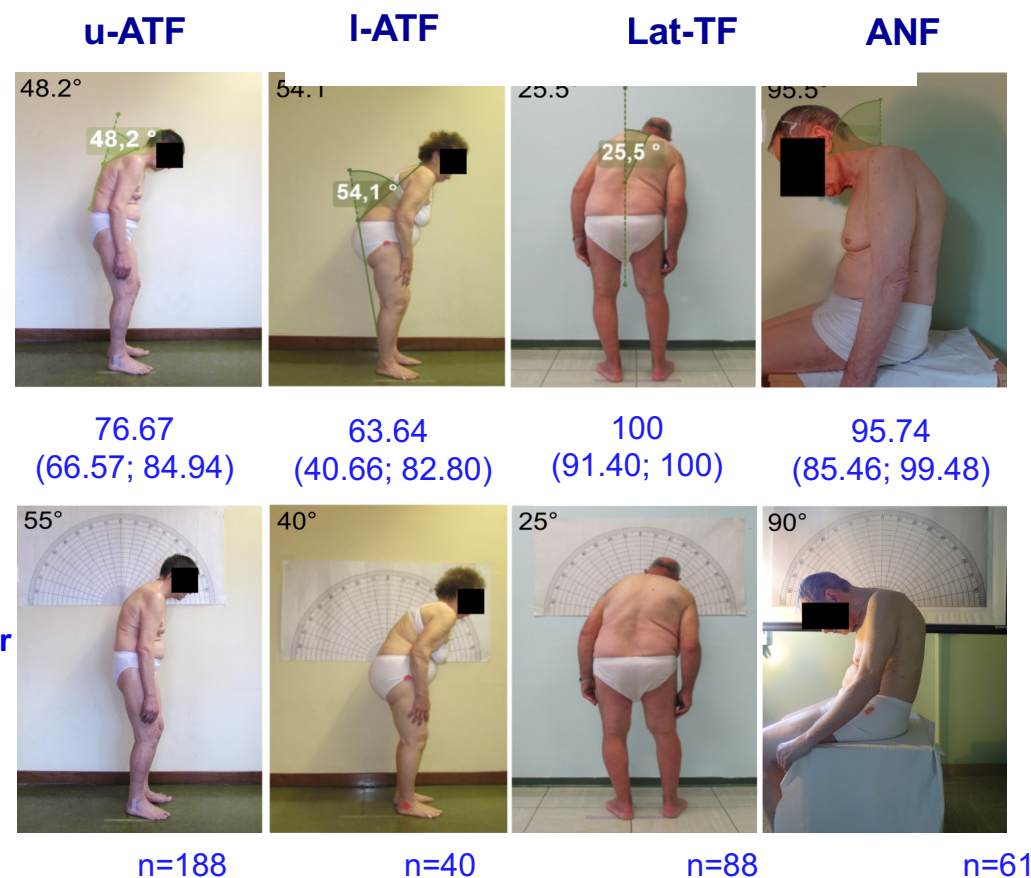 u-ATF l-ATF Lat-TF ANF
48.2° 54.1 25.5° 95.5°
48,2 ° 54,1 ° 25,5 °
76.67 63.64 100 95.74
(66.57; 84.94) (40.66; 82.80) (91.40; 100) (85.46; 99.48)
55° 40° 25° 90°
r
n=188 n=40 n=88 n=61